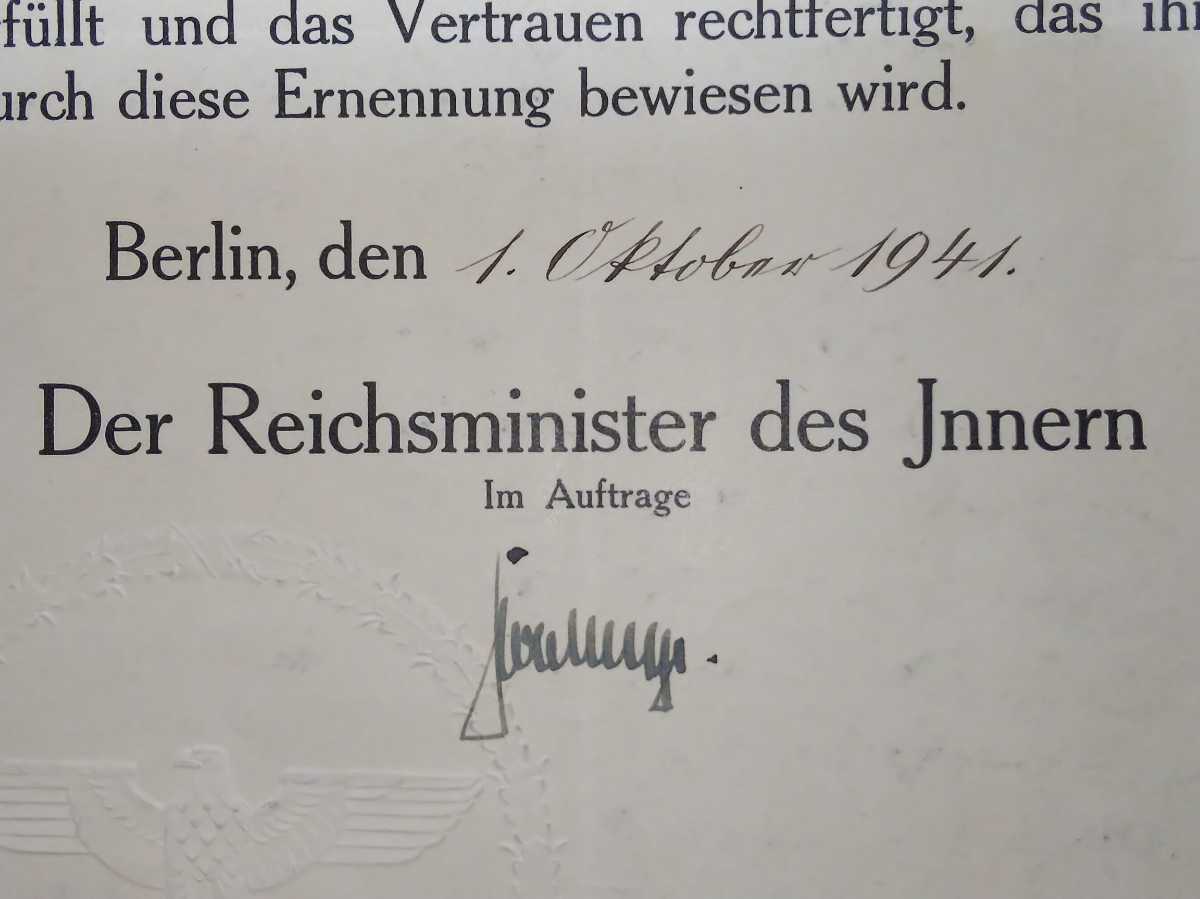 füllt und das Vertrauen rechtfertigt, das ihr
urch diese Ernennung bewiesen wird.
Berlin, den 1. Oktober 1941.
Der Reichsminister des Jnnern
Im Auftrage